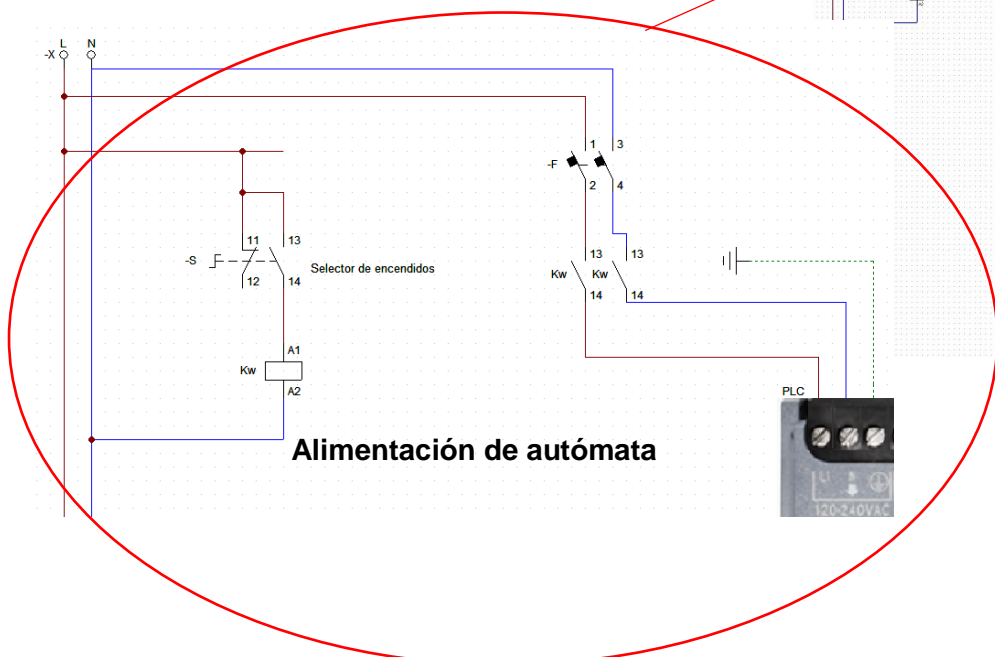 L N
-X
1 3
-F
2 4
11 13
-S
Selector de encendidos
12 14
13 13
Kw Kw
14 14
A1
Kw
A2
PLC
Alimentación de autómata
L1 N
120-240VAC